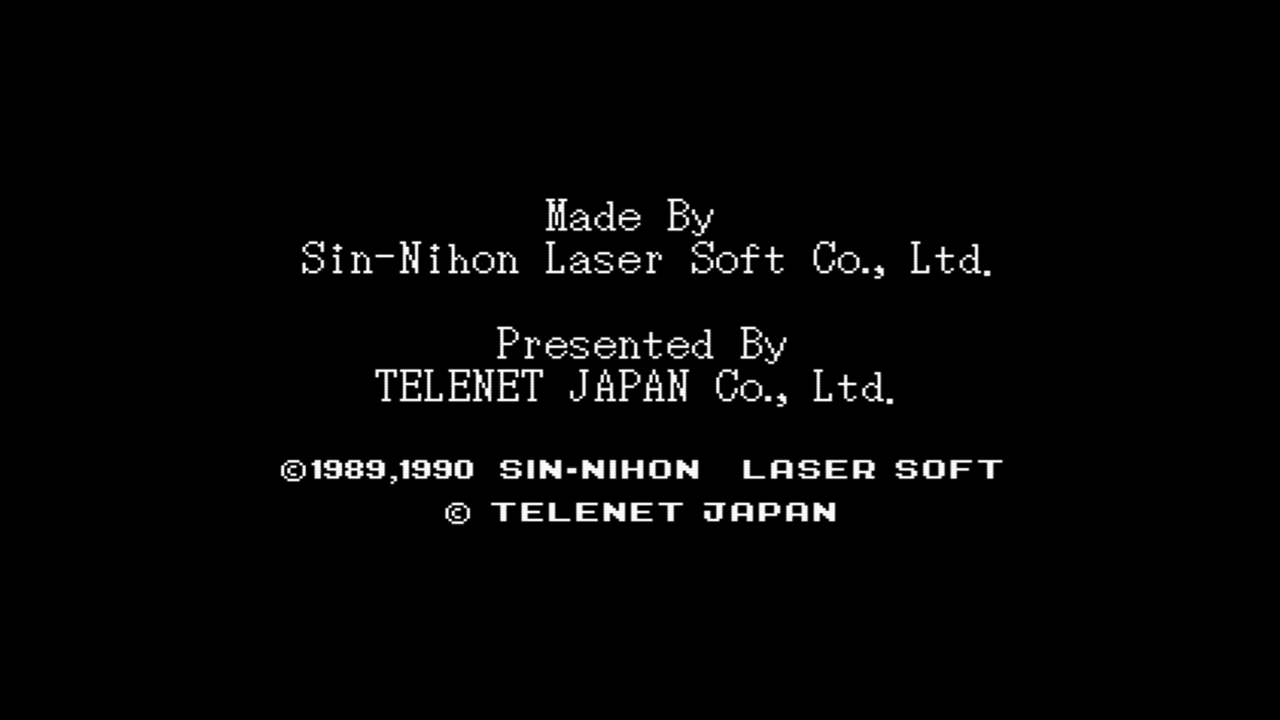 Made By
Sin-Nihon Laser Soft Co., Ltd.
Presented By
TELENET JAPAN Co., Ltd.
©1989,1990 SIN-NIHON LASER SOFT
© TELENET JAPAN